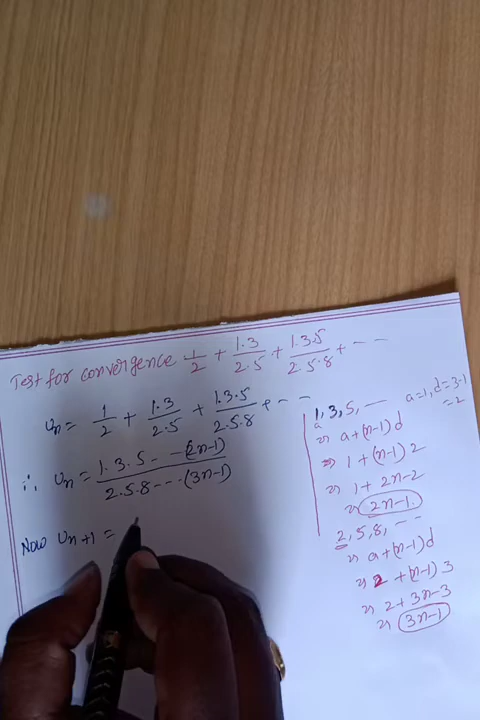 Test for convergence 1/2 + 1.3/2.5 + 1.3.5/2.5.8 + - - -
Un = 1/2 + 1.3/2.5 + 1.3.5/2.5.8 + - - -
∴ Un = 1.3.5 - - (2n-1)/2.5.8 - - - (3n-1)
Now Un+1 =
1, 3, 5, - - - a=1, d=3-1
a =2
⇒ a+(n-1)d
⇒ 1+(n-1)2
⇒ 1+2n-2
⇒ 2n-1.
2, 5, 8, - - -
⇒ a+(n-1)d
⇒ 2+(n-1)3
⇒ 2+3n-3
⇒ 3n-1